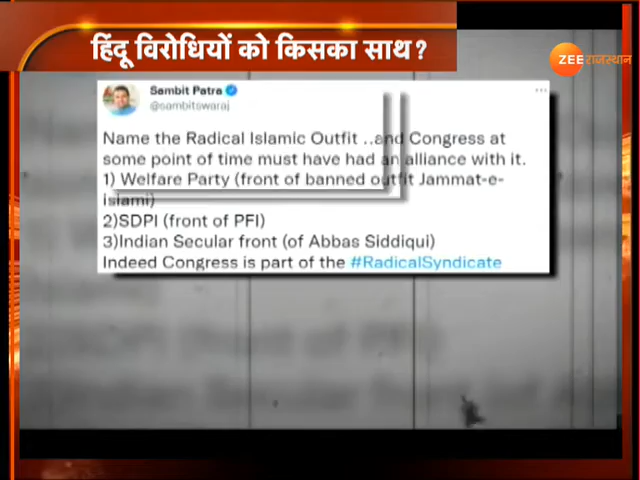 हिंदू विरोधियों को किसका साथ?
ZEE राजस्थान
Sambit Patra
@sambitswaraj
Name the Radical Islamic Outfit ..and Congress at
some point of time must have had an alliance with it.
1) Welfare Party (front of banned outfit Jammat-e-
islami)
2)SDPI (front of PFI)
3)Indian Secular front (of Abbas Siddiqui)
Indeed Congress is part of the #RadicalSyndicate